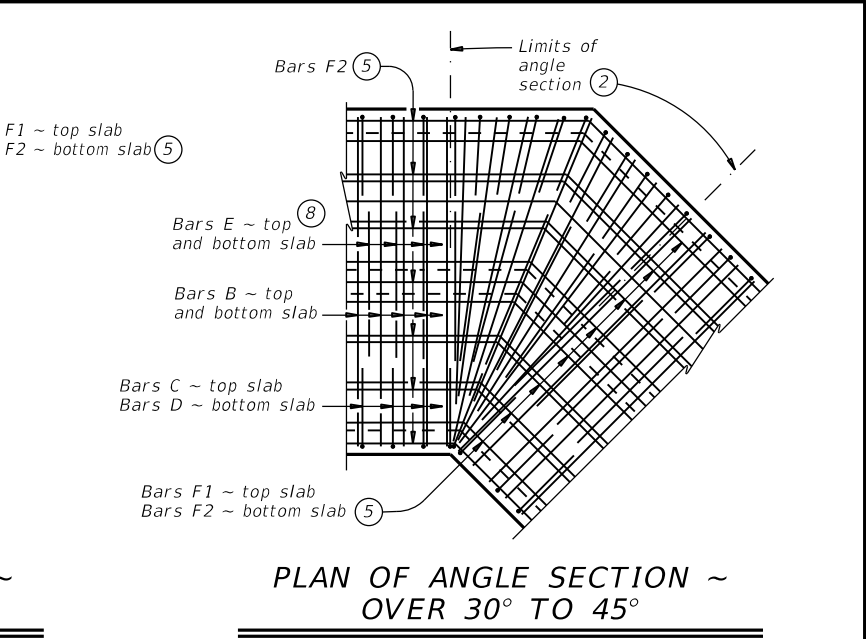 Bars F2 5
Limits of
angle
section 2
F1 ~ top slab
F2 ~ bottom slab 5
Bars E ~ top 8
and bottom slab
Bars B ~ top
and bottom slab
Bars C ~ top slab
Bars D ~ bottom slab
Bars F1 ~ top slab
Bars F2 ~ bottom slab 5
~
PLAN OF ANGLE SECTION ~
OVER 30° TO 45°